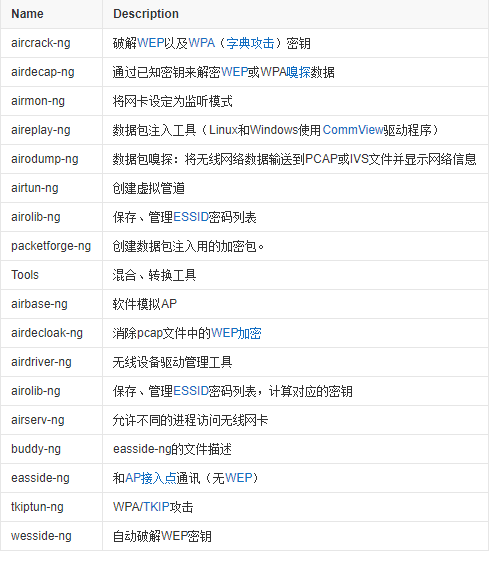 Name Description
aircrack-ng 破解WEP以及WPA（字典攻击）密钥
airdecap-ng 通过已知密钥来解密WEP或WPA嗅探数据
airmon-ng 将网卡设定为监听模式
aireplay-ng 数据包注入工具（Linux和Windows使用CommView驱动程序）
airodump-ng 数据包嗅探：将无线网络数据输送到PCAP或IVS文件并显示网络信息
airtun-ng 创建虚拟管道
airolib-ng 保存、管理ESSID密码列表
packetforge-ng 创建数据包注入用的加密包。
Tools 混合、转换工具
airbase-ng 软件模拟AP
airdecloak-ng 消除pcap文件中的WEP加密
airdriver-ng 无线设备驱动管理工具
airolib-ng 保存、管理ESSID密码列表，计算对应的密钥
airserv-ng 允许不同的进程访问无线网卡
buddy-ng easside-ng的文件描述
easside-ng 和AP接入点通讯（无WEP）
tkiptun-ng WPA/TKIP攻击
wesside-ng 自动破解WEP密钥